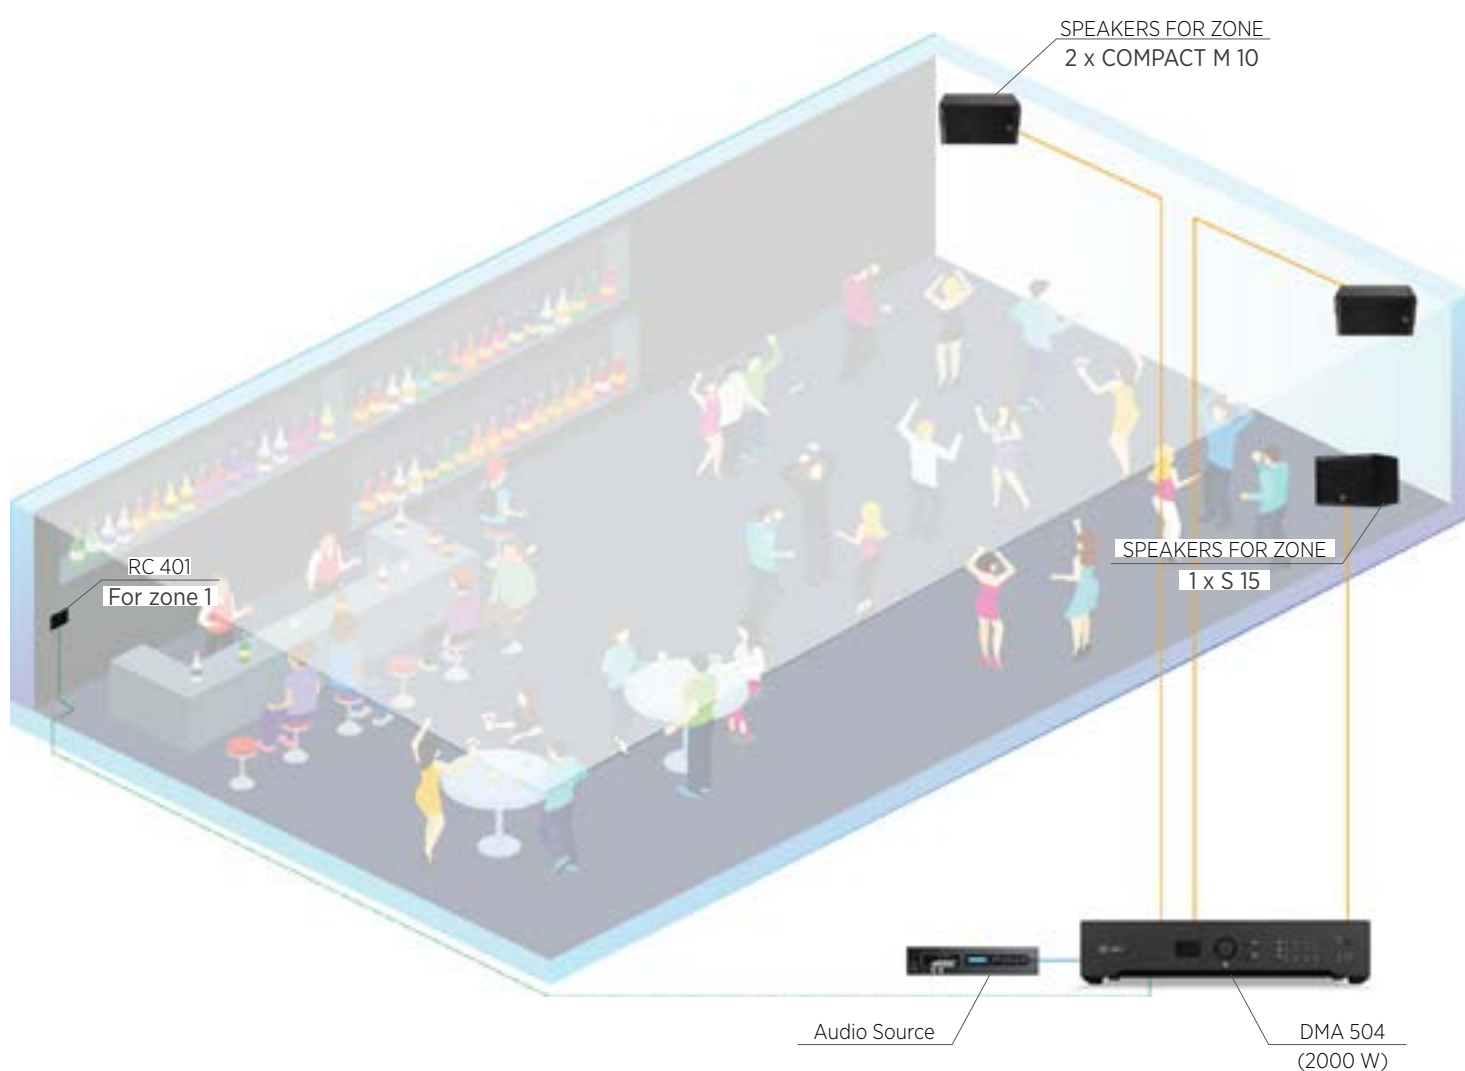 SPEAKERS FOR ZONE
2 x COMPACT M 10
RC 401
For zone 1
SPEAKERS FOR ZONE
1 x S 15
Audio Source
DMA 504
(2000 W)